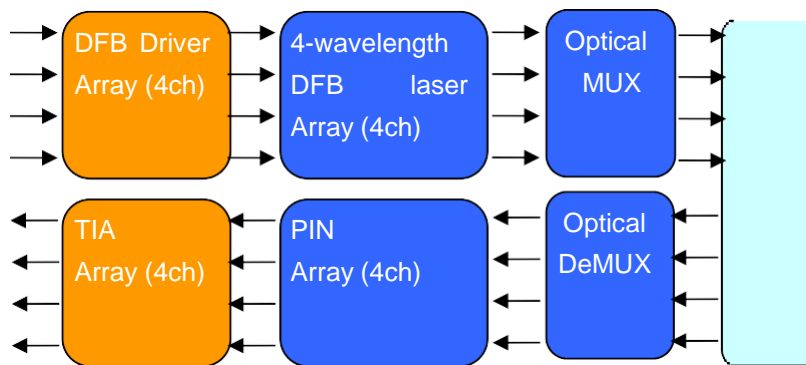 DFB Driver
Array (4ch)
4-wavelength
DFB laser
Array (4ch)
Optical
MUX
TIA
Array (4ch)
PIN
Array (4ch)
Optical
DeMUX